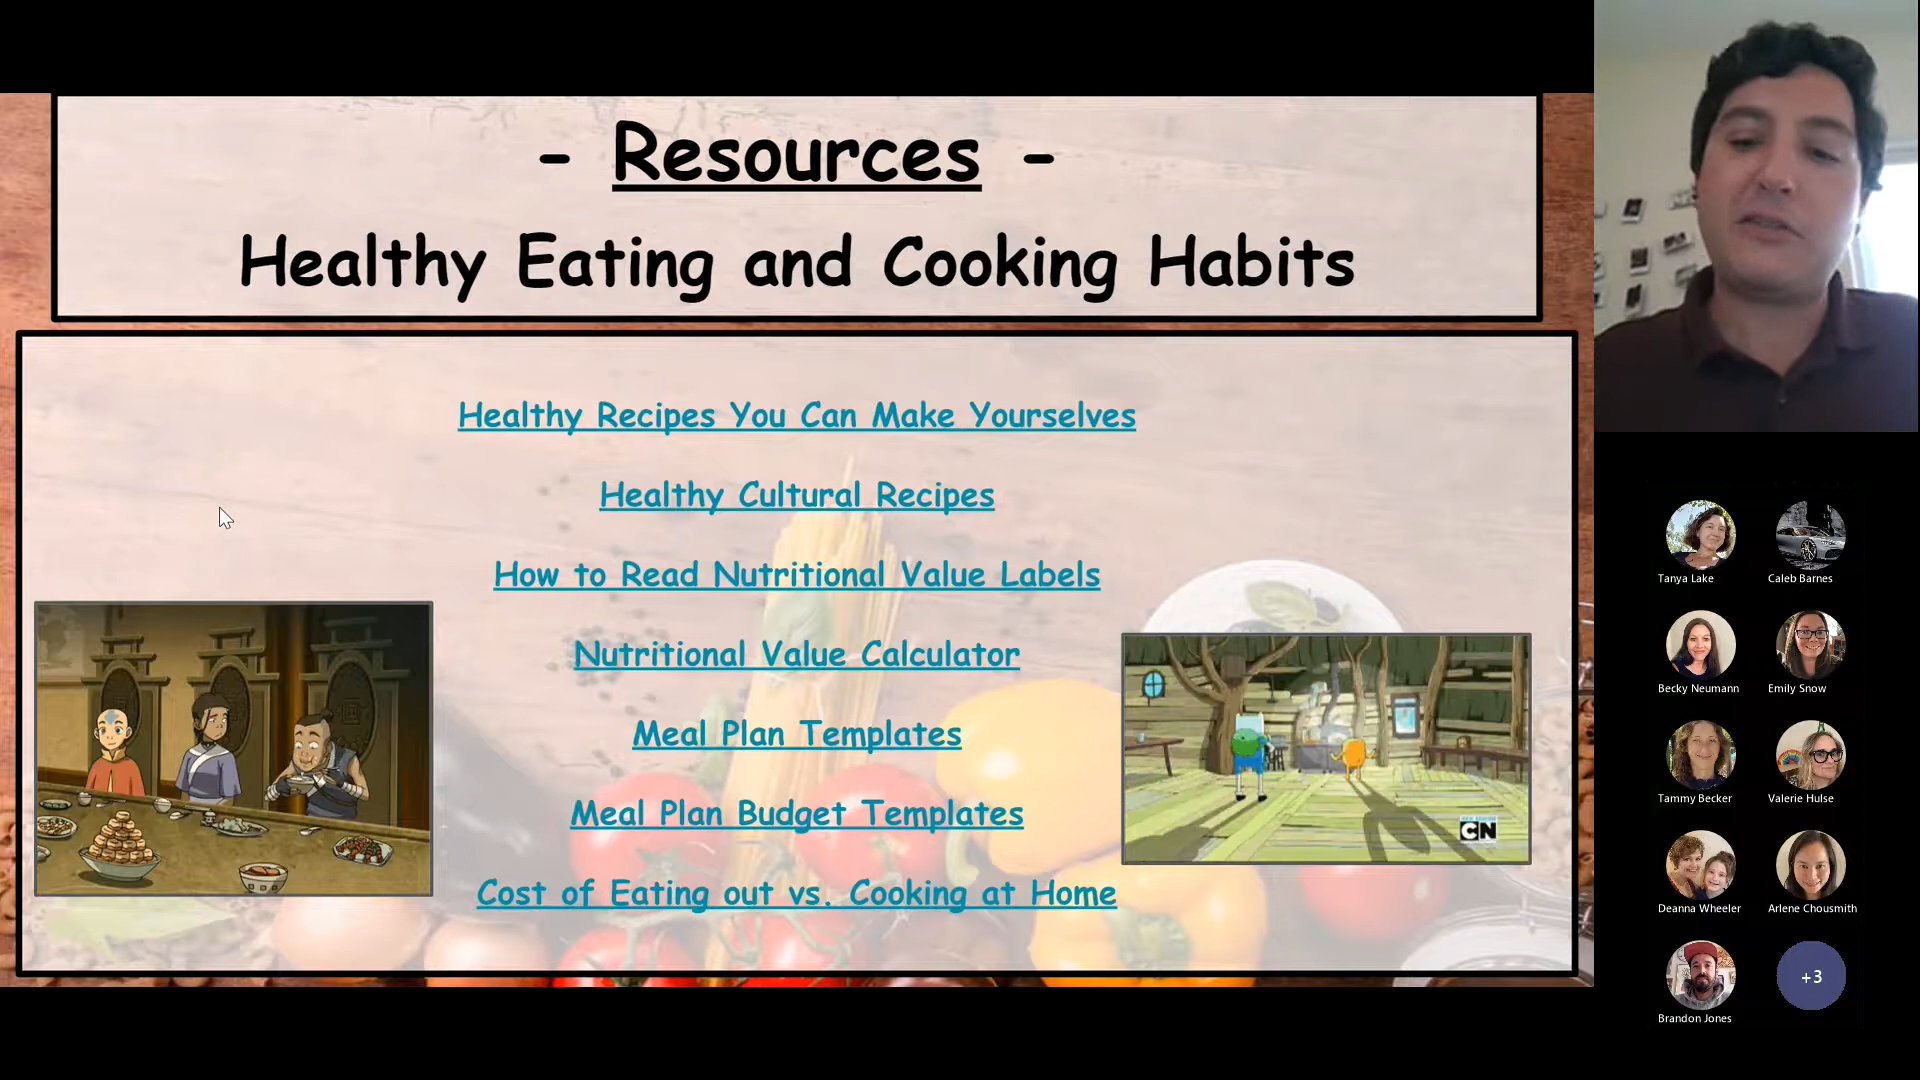 - Resources -
Healthy Eating and Cooking Habits
Healthy Recipes You Can Make Yourselves
Healthy Cultural Recipes
How to Read Nutritional Value Labels
Nutritional Value Calculator
Meal Plan Templates
Meal Plan Budget Templates
Cost of Eating out vs. Cooking at Home
CN
Tanya Lake
Caleb Barnes
Becky Neumann
Emily Snow
Tammy Becker
Valerie Hulse
Deanna Wheeler
Arlene Chousmith
Brandon Jones
+3